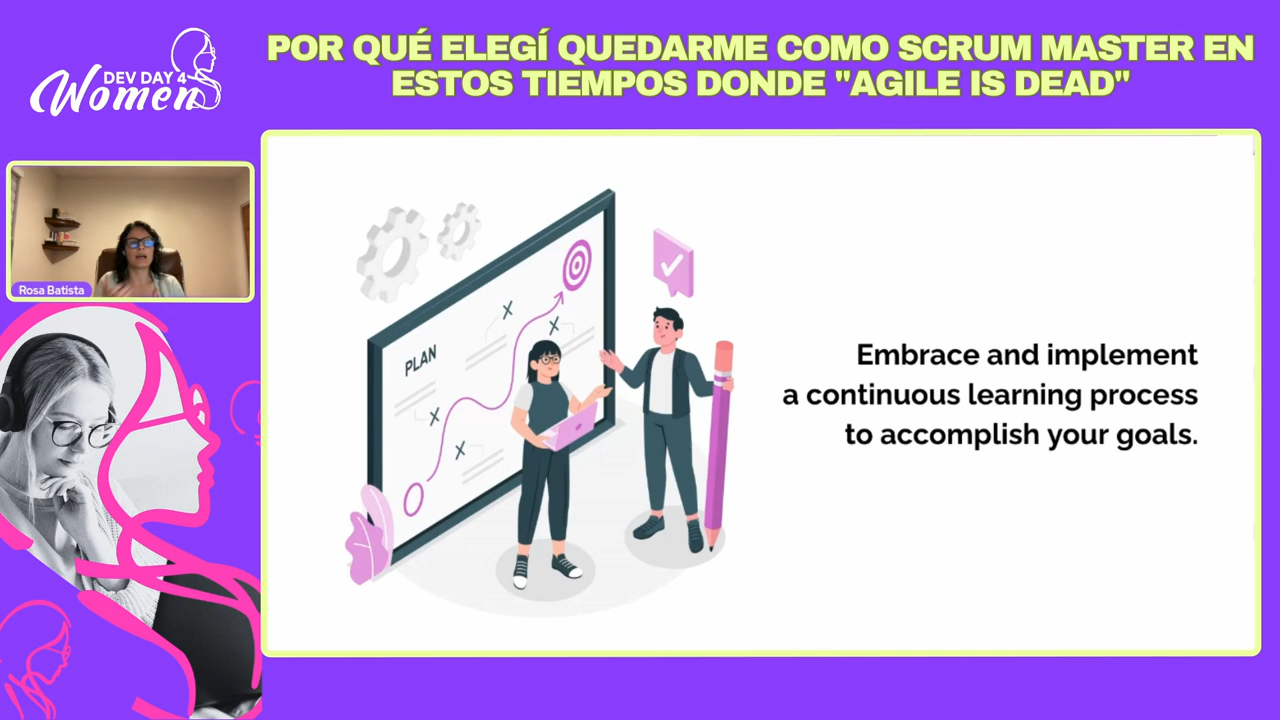 DEV DAY 4
Women
POR QUÉ ELEGÍ QUEDARME COMO SCRUM MASTER EN
ESTOS TIEMPOS DONDE "AGILE IS DEAD"
Rosa Batista
PLAN
Embrace and implement
a continuous learning process
to accomplish your goals.